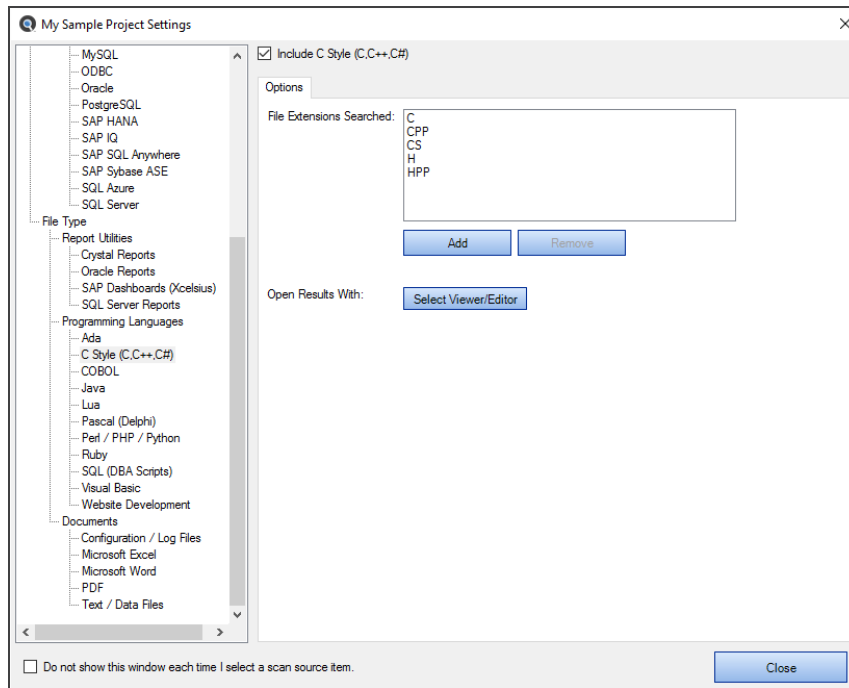 My Sample Project Settings
MySQL
ODBC
Oracle
PostgreSQL
SAP HANA
SAP IQ
SAP SQL Anywhere
SAP Sybase ASE
SQL Azure
SQL Server
File Type
Report Utilities
Crystal Reports
Oracle Reports
SAP Dashboards (Xcelsius)
SQL Server Reports
Programming Languages
Ada
C Style (C,C++,C#)
COBOL
Java
Lua
Pascal (Delphi)
Perl / PHP / Python
Ruby
SQL (DBA Scripts)
Visual Basic
Website Development
Documents
Configuration / Log Files
Microsoft Excel
Microsoft Word
PDF
Text / Data Files
Include C Style (C,C++,C#)
Options
File Extensions Searched:
C
CPP
CS
H
HPP
Add
Remove
Open Results With:
Select Viewer/Editor
Do not show this window each time I select a scan source item.
Close